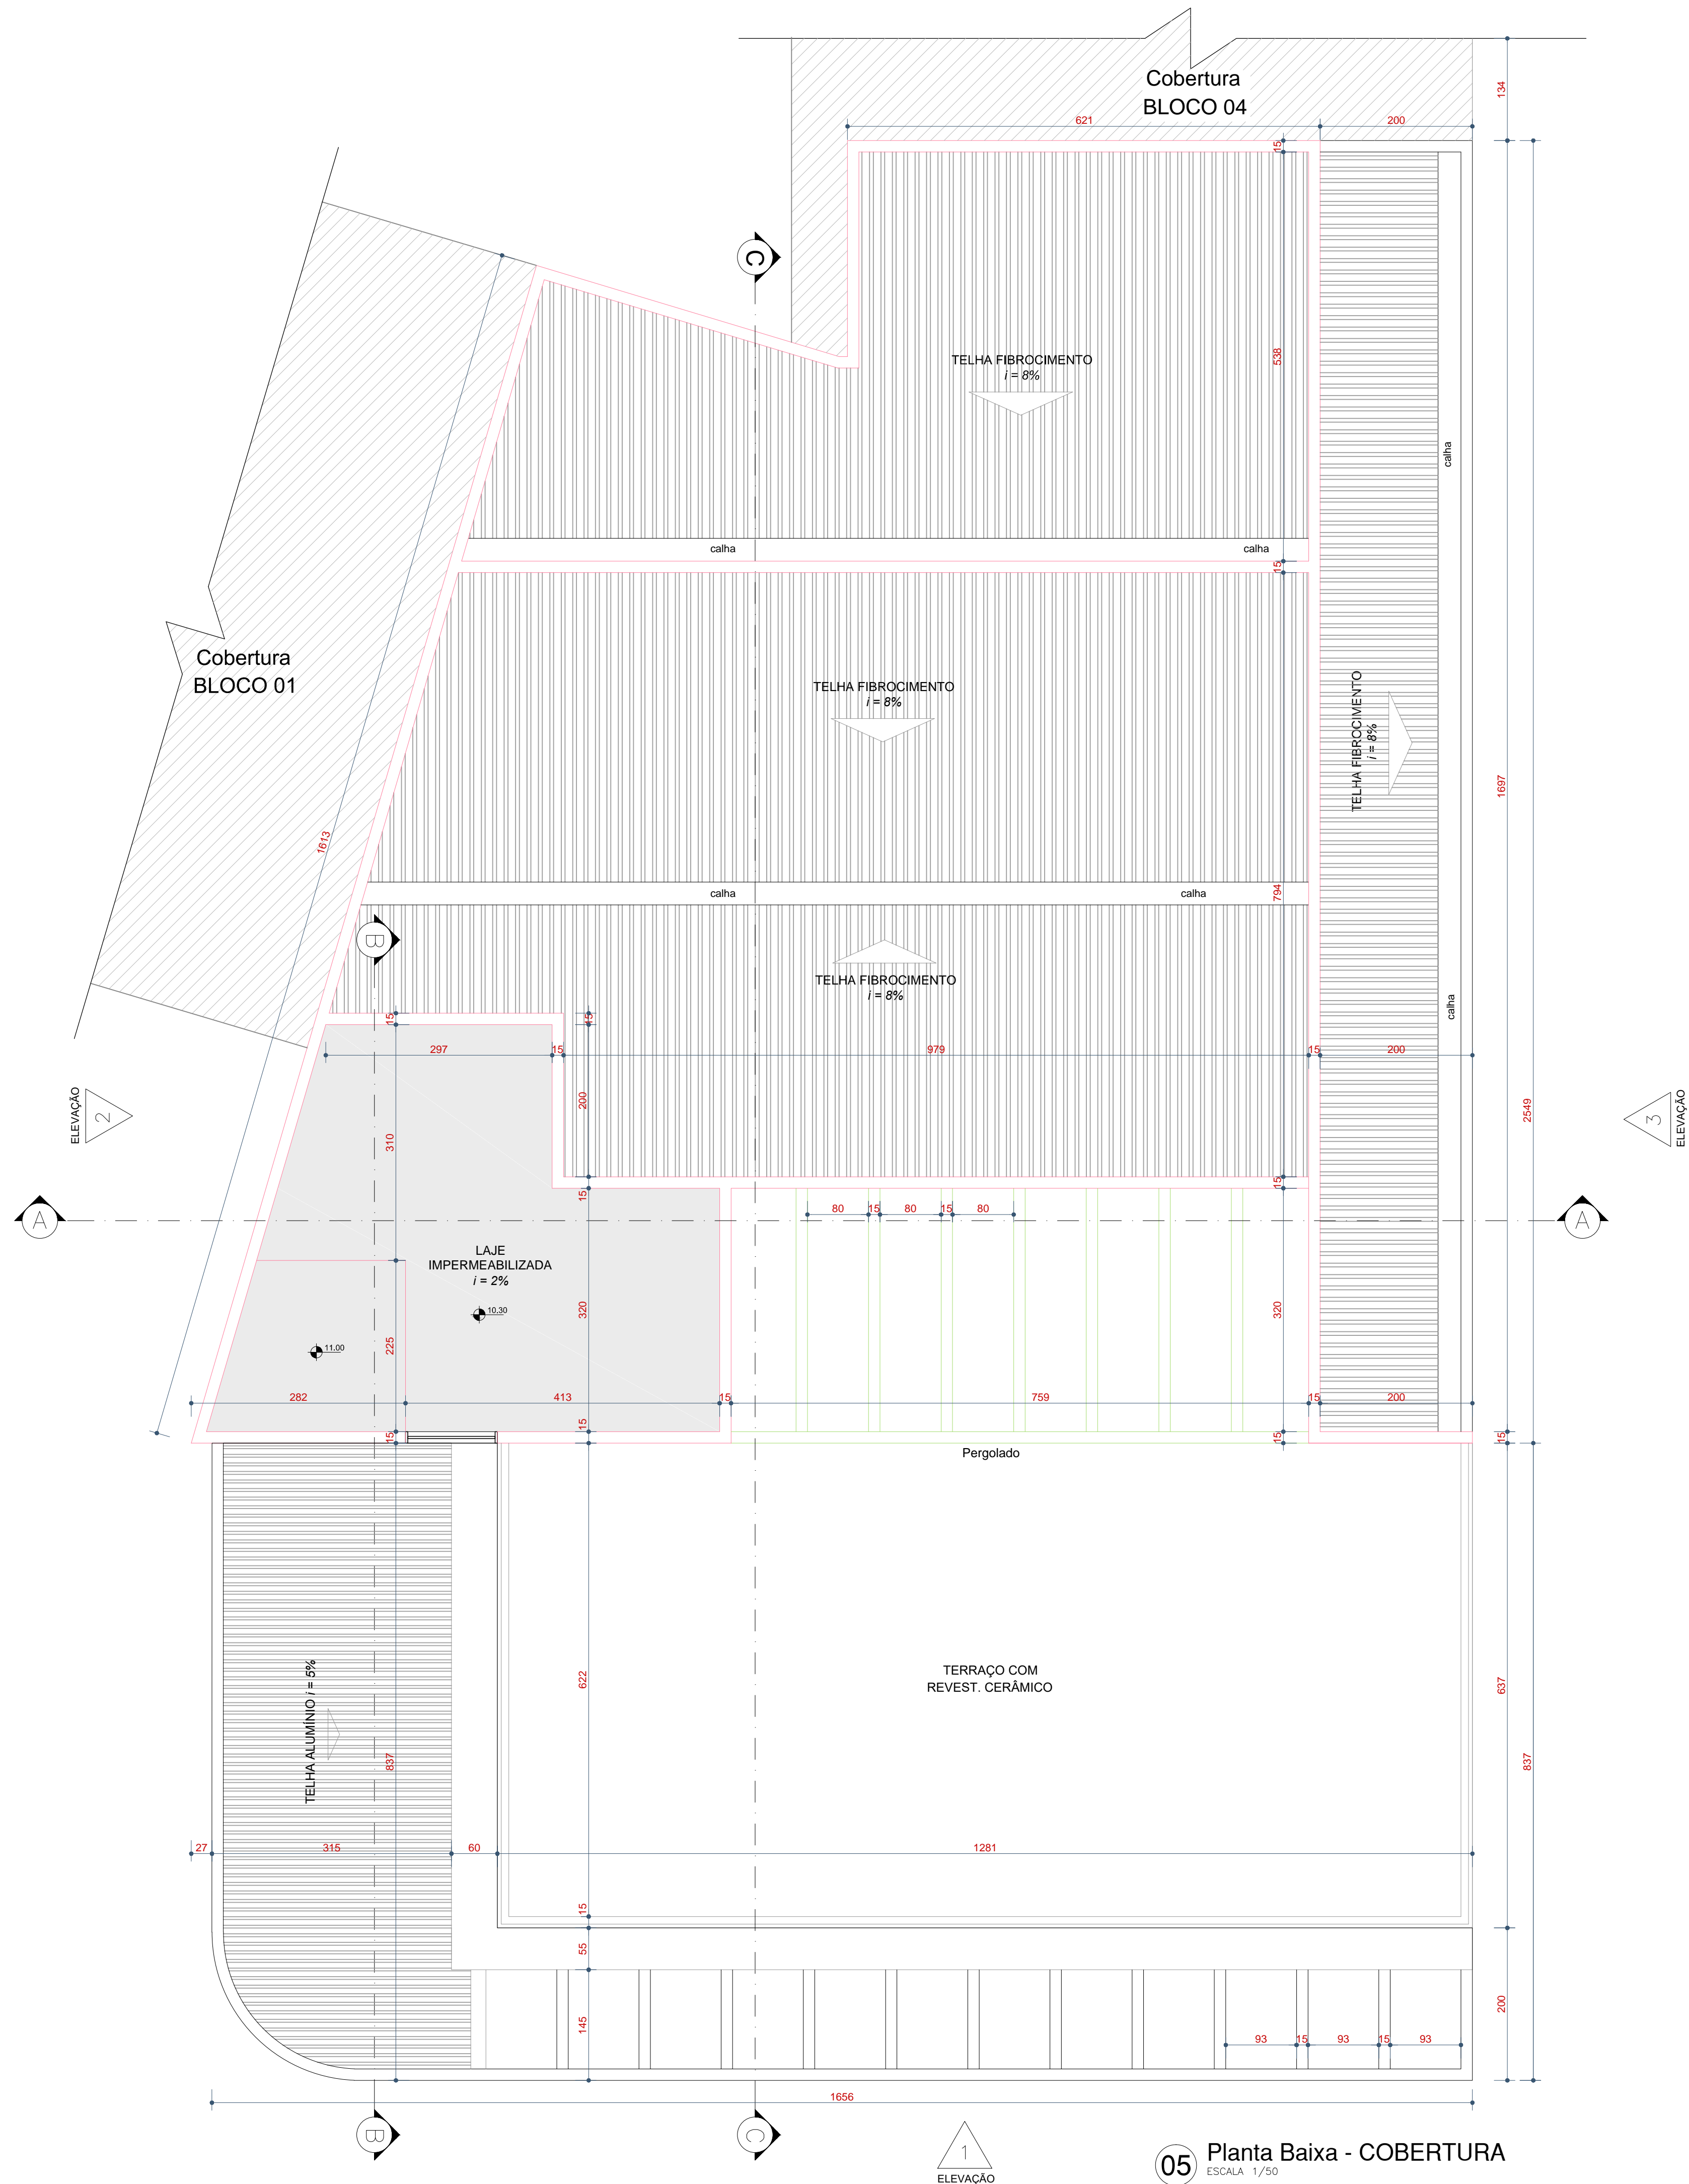 Cobertura
BLOCO 04
134
621
200
15
C
538
TELHA FIBROCIMENTO
i = 8%
calha
calha
calha
15
Cobertura
BLOCO 01
1613
TELHA FIBROCIMENTO
i = 8%
TELHA FIBROCIMENTO
i = 8%
1697
calha
calha
794
B
TELHA FIBROCIMENTO
i = 8%
calha
15
15
297
15
979
15
200
ELEVAÇÃO
2
200
310
2549
3
ELEVAÇÃO
15
15
A
80
15
80
15
80
A
LAJE
IMPERMEABILIZADA
i = 2%
10.30
320
320
11.00
225
282
413
15
759
15
200
15
15
15
15
Pergolado
TELHA ALUMÍNIO i = 5%
622
TERRAÇO COM
REVEST. CERÂMICO
637
837
837
27
315
60
1281
15
55
145
200
93
15
93
15
93
1656
B
C
1
ELEVAÇÃO
05
Planta Baixa - COBERTURA
ESCALA 1/50